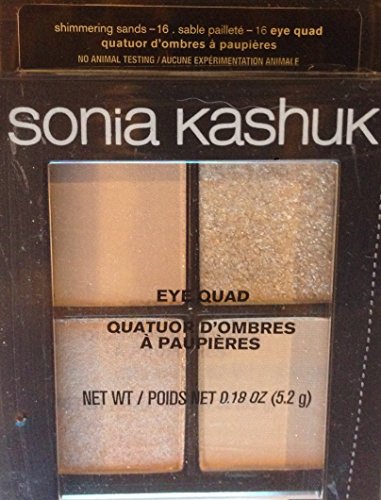 shimmering sands – 16 . sable pailleté – 16 eye quad
quatuor d'ombres à paupières
NO ANIMAL TESTING / AUCUNE EXPÉRIMENTATION ANIMALE
sonia kashuk
EYE QUAD
QUATUOR D'OMBRES
À PAUPIÈRES
NET WT / POIDS NET 0.18 OZ (5.2 g)